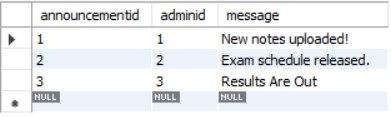 announcementid adminid message
1 1 New notes uploaded!
2 2 Exam schedule released.
3 3 Results Are Out
NULL NULL NULL